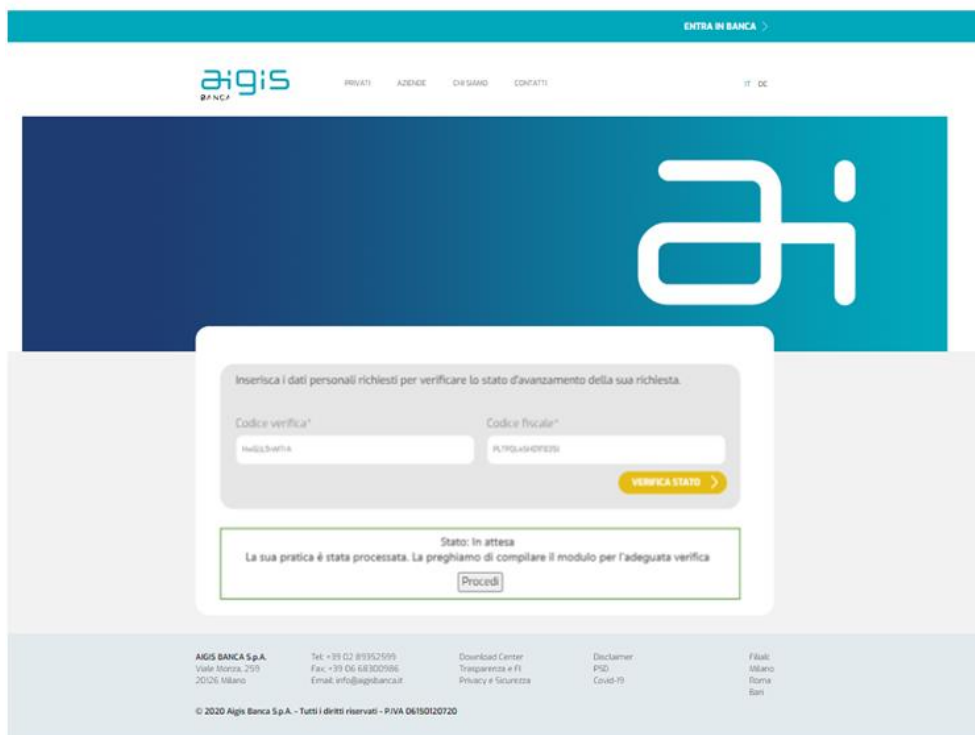 ENTRA IN BANCA
aigis
BANCA
PRIVATI AZIENDE CHI SIAMO CONTATTI
IT DE
ai
Inserisca i dati personali richiesti per verificare lo stato d'avanzamento della sua richiesta.
Codice verifica* Codice fiscale*
VERIFICA STATO
Stato: In attesa
La sua pratica é stata processata. La preghiamo di compilare il modulo per l'adeguata verifica
Procedi
AIGIS BANCA S.p.A. Tel: +39 02 89352599 Download Center Disclaimer Filiali:
Viale Monza, 259 Fax: +39 06 68300986 Trasparenza e FI PSD Milano
20126 Milano Email: info@aigisbanca.it Privacy e Sicurezza Covid-19 Roma
Bari
© 2020 Aigis Banca S.p.A. - Tutti i diritti riservati - P.IVA 06150120720